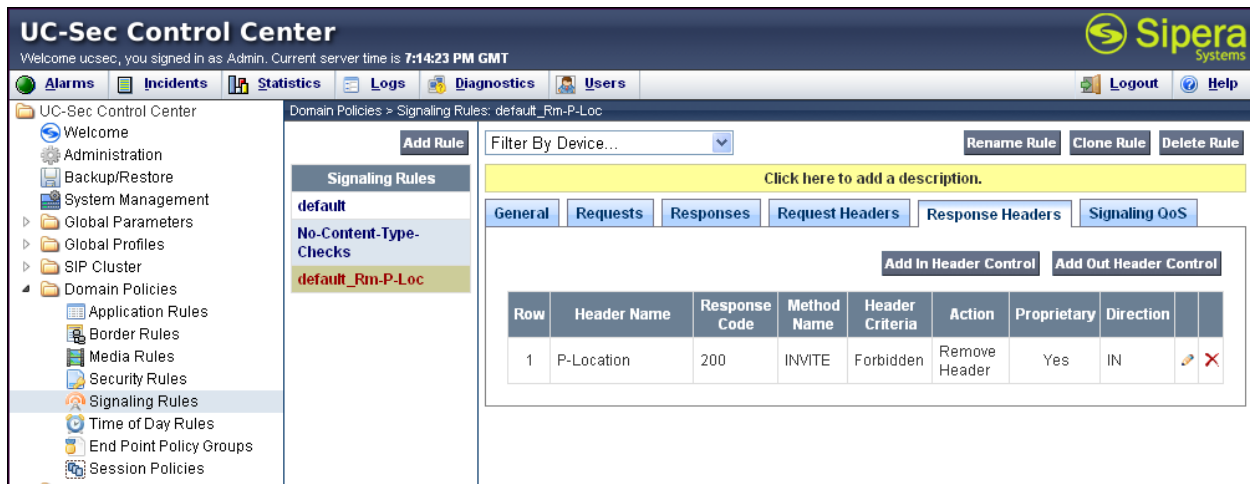 UC-Sec Control Center
Welcome ucsec, you signed in as Admin. Current server time is 7:14:23 PM GMT
Sipera
Systems
Alarms Incidents Statistics Logs Diagnostics Users Logout Help
UC-Sec Control Center
Welcome
Administration
Backup/Restore
System Management
Global Parameters
Global Profiles
SIP Cluster
Domain Policies
Application Rules
Border Rules
Media Rules
Security Rules
Signaling Rules
Time of Day Rules
End Point Policy Groups
Session Policies
Domain Policies > Signaling Rules: default_Rm-P-Loc
Add Rule
Signaling Rules
default
No-Content-Type-
Checks
default_Rm-P-Loc
Filter By Device...
Rename Rule Clone Rule Delete Rule
Click here to add a description.
General Requests Responses Request Headers Response Headers Signaling QoS
Add In Header Control Add Out Header Control
Row Header Name Response Code Method Name Header Criteria Action Proprietary Direction
1 P-Location 200 INVITE Forbidden Remove Header Yes IN